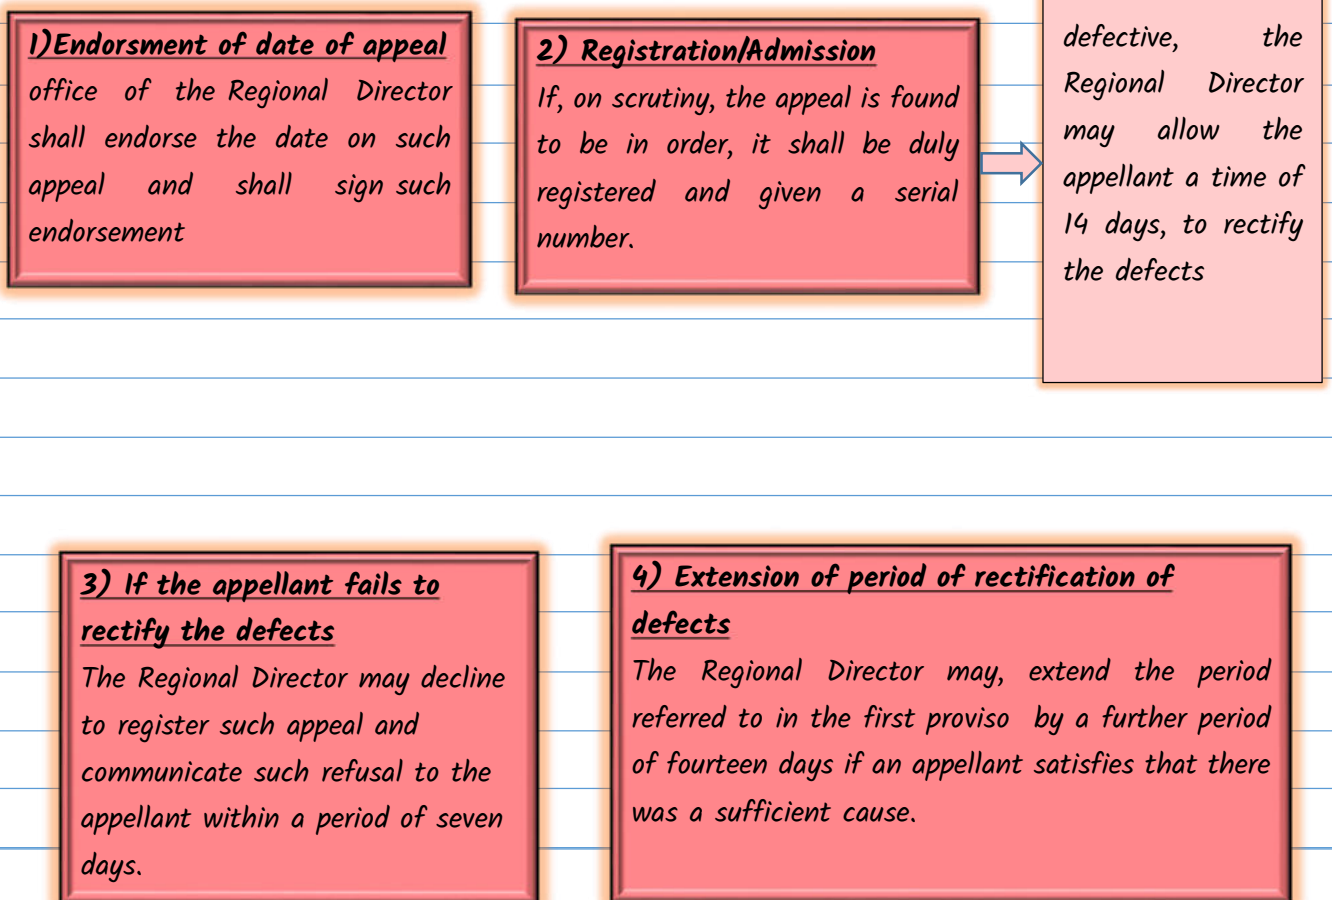 1)Endorsment of date of appeal
office of the Regional Director
shall endorse the date on such
appeal and shall sign such
endorsement
2) Registration/Admission
If, on scrutiny, the appeal is found
to be in order, it shall be duly
registered and given a serial
number.
defective, the
Regional Director
may allow the
appellant a time of
14 days, to rectify
the defects
3) If the appellant fails to
rectify the defects
The Regional Director may decline
to register such appeal and
communicate such refusal to the
appellant within a period of seven
days.
4) Extension of period of rectification of
defects
The Regional Director may, extend the period
referred to in the first proviso by a further period
of fourteen days if an appellant satisfies that there
was a sufficient cause.